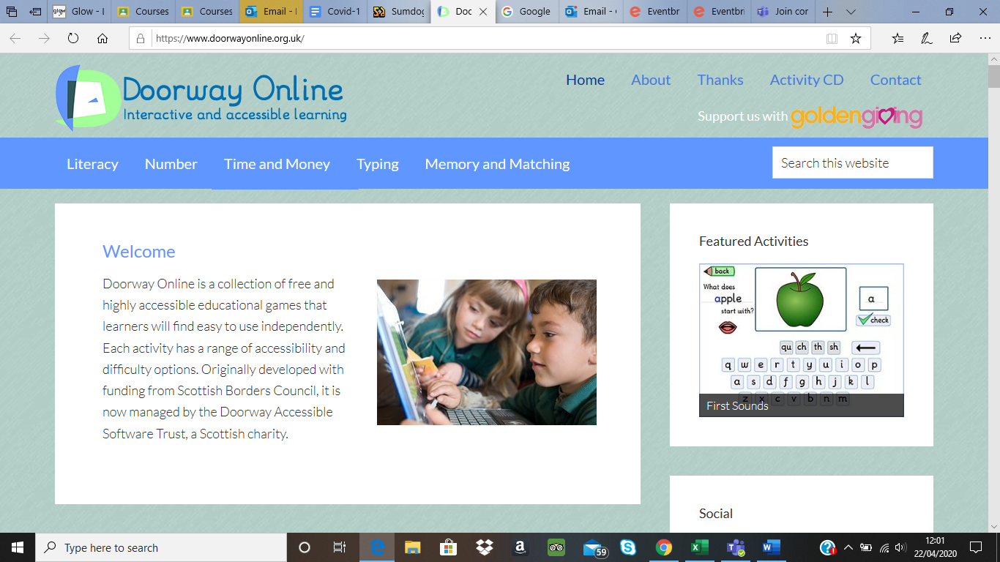 Glow - L
Courses
Courses
Email - 
Covid-1
Sumdog
Doc
Google
Email - 
Eventbr
Eventbri
Join cor
https://www.doorwayonline.org.uk/
Doorway Online
Interactive and accessible learning
Home About Thanks Activity CD Contact
Support us with goldengiving
Literacy Number Time and Money Typing Memory and Matching
Search this website
Welcome
Doorway Online is a collection of free and
highly accessible educational games that
learners will find easy to use independently.
Each activity has a range of accessibility and
difficulty options. Originally developed with
funding from Scottish Borders Council, it is
now managed by the Doorway Accessible
Software Trust, a Scottish charity.
Featured Activities
back
What does
apple
start with?
a
check
qu ch th sh
q w e r t y u i o p
a s d f g h j k l
z x c v b n m
First Sounds
Social
Type here to search
59
12:01
22/04/2020